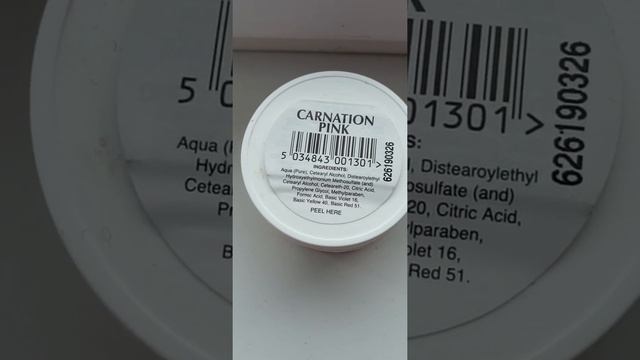 CARNATION
PINK
5 034843 001301 >
626190326
INGREDIENTS:
Aqua (Pure), Cetearyl Alcohol, Distearoylethyl
Hydroxyethylmonium Methosulfate (and)
Cetearyl Alcohol, Ceteareth-20, Citric Acid,
Propylene Glycol, Methylparaben,
Formic Acid, Basic Violet 16,
Basic Yellow 40, Basic Red 51.
PEEL HERE